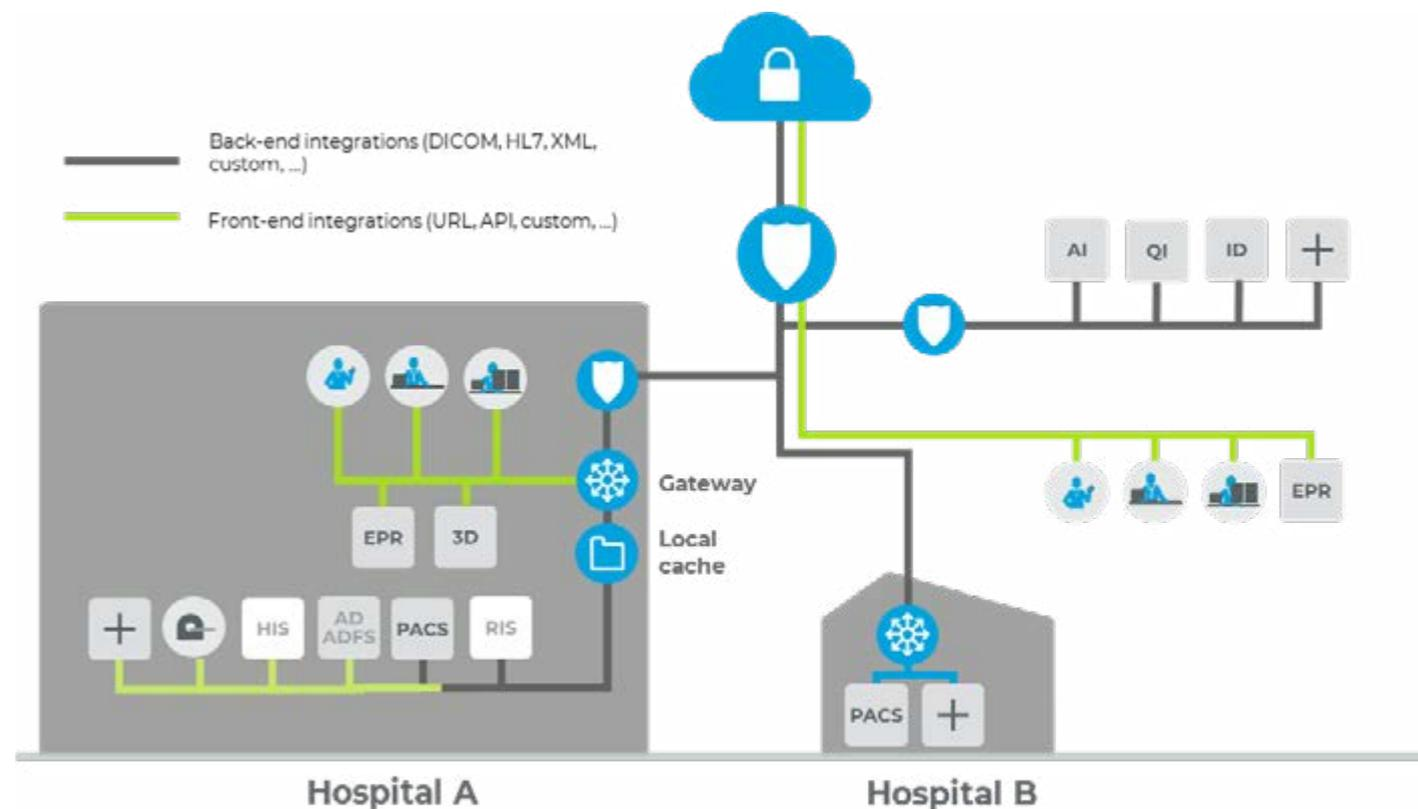 Back-end integrations (DICOM, HL7, XML,
custom, ...)
Front-end integrations (URL, API, custom, ...)
AI
QI
ID
Gateway
EPR
EPR
3D
Local
cache
HIS
AD
ADFS
PACS
RIS
PACS
Hospital A
Hospital B